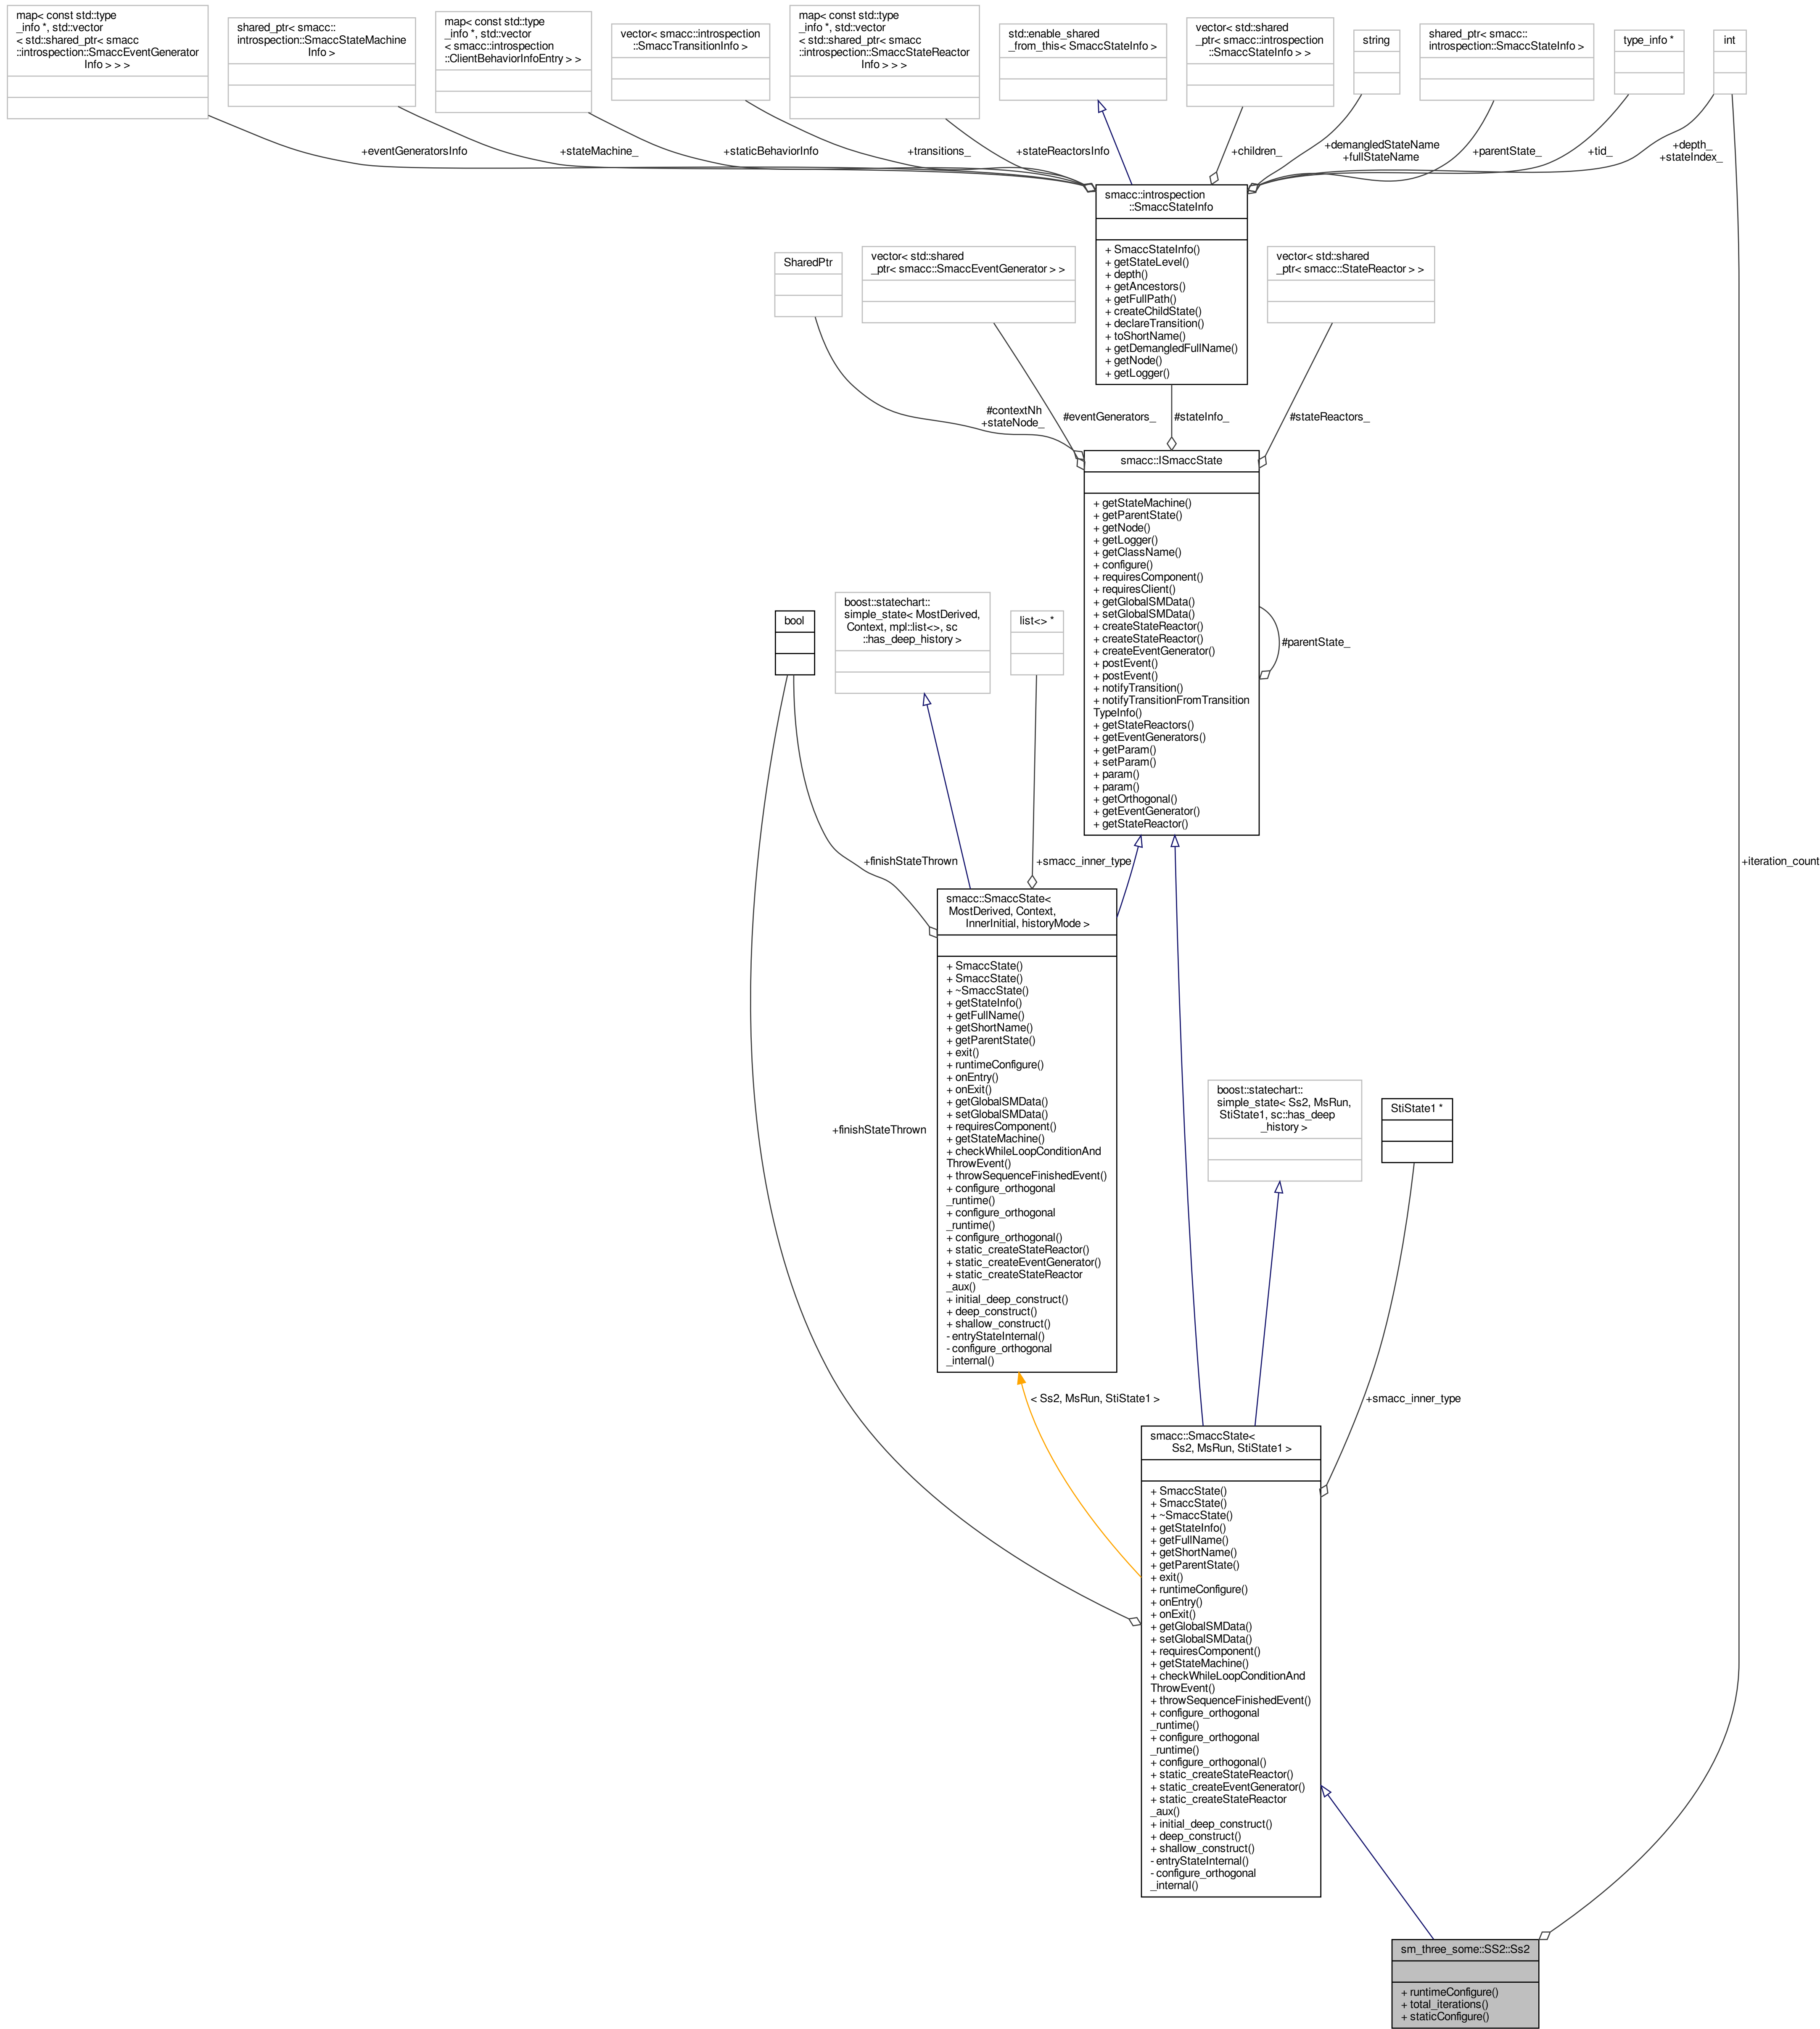 map< const std::type
_info *, std::vector
< std::shared_ptr< smacc
::introspection::SmaccEventGenerator
Info > > >
shared_ptr< smacc::
introspection::SmaccStateMachine
Info >
map< const std::type
_info *, std::vector
< smacc::introspection
::ClientBehaviorInfoEntry > >
vector< smacc::introspection
::SmaccTransitionInfo >
map< const std::type
_info *, std::vector
< std::shared_ptr< smacc
::introspection::SmaccStateReactor
Info > > >
std::enable_shared
_from_this< SmaccStateInfo >
vector< std::shared
_ptr< smacc::introspection
::SmaccStateInfo > >
string
shared_ptr< smacc::
introspection::SmaccStateInfo >
type_info *
int
+eventGeneratorsInfo
+stateMachine_
+staticBehaviorInfo
+transitions_
+stateReactorsInfo
+children_
+demangledStateName
+fullStateName
+parentState_
+tid_
+depth_
+stateIndex_
smacc::introspection
::SmaccStateInfo
+ SmaccStateInfo()
+ getStateLevel()
+ depth()
+ getAncestors()
+ getFullPath()
+ createChildState()
+ declareTransition()
+ toShortName()
+ getDemangledFullName()
+ getNode()
+ getLogger()
SharedPtr
vector< std::shared
_ptr< smacc::SmaccEventGenerator > >
vector< std::shared
_ptr< smacc::StateReactor > >
#contextNh
+stateNode_
#eventGenerators_
#stateInfo_
#stateReactors_
smacc::ISmaccState
+ getStateMachine()
+ getParentState()
+ getNode()
+ getLogger()
+ getClassName()
+ configure()
+ requiresComponent()
+ requiresClient()
+ getGlobalSMData()
+ setGlobalSMData()
+ createStateReactor()
+ createStateReactor()
+ createEventGenerator()
+ postEvent()
+ postEvent()
+ notifyTransition()
+ notifyTransitionFromTransition
TypeInfo()
+ getStateReactors()
+ getEventGenerators()
+ getParam()
+ setParam()
+ param()
+ param()
+ getOrthogonal()
+ getEventGenerator()
+ getStateReactor()
#parentState_
bool
boost::statechart::
simple_state< MostDerived,
Context, mpl::list<>, sc
::has_deep_history >
list<> *
+finishStateThrown
+smacc_inner_type
+iteration_count
smacc::SmaccState<
MostDerived, Context,
InnerInitial, historyMode >
+ SmaccState()
+ SmaccState()
+ ~SmaccState()
+ getStateInfo()
+ getFullName()
+ getShortName()
+ getParentState()
+ exit()
+ runtimeConfigure()
+ onEntry()
+ onExit()
+ getGlobalSMData()
+ setGlobalSMData()
+ requiresComponent()
+ getStateMachine()
+ checkWhileLoopConditionAnd
ThrowEvent()
+ throwSequenceFinishedEvent()
+ configure_orthogonal
_runtime()
+ configure_orthogonal
_runtime()
+ configure_orthogonal()
+ static_createStateReactor()
+ static_createEventGenerator()
+ static_createStateReactor
_aux()
+ initial_deep_construct()
+ deep_construct()
+ shallow_construct()
- entryStateInternal()
- configure_orthogonal
_internal()
+finishStateThrown
boost::statechart::
simple_state< Ss2, MsRun,
StiState1, sc::has_deep
_history >
StiState1 *
< Ss2, MsRun, StiState1 >
+smacc_inner_type
smacc::SmaccState<
Ss2, MsRun, StiState1 >
+ SmaccState()
+ SmaccState()
+ ~SmaccState()
+ getStateInfo()
+ getFullName()
+ getShortName()
+ getParentState()
+ exit()
+ runtimeConfigure()
+ onEntry()
+ onExit()
+ getGlobalSMData()
+ setGlobalSMData()
+ requiresComponent()
+ getStateMachine()
+ checkWhileLoopConditionAnd
ThrowEvent()
+ throwSequenceFinishedEvent()
+ configure_orthogonal
_runtime()
+ configure_orthogonal
_runtime()
+ configure_orthogonal()
+ static_createStateReactor()
+ static_createEventGenerator()
+ static_createStateReactor
_aux()
+ initial_deep_construct()
+ deep_construct()
+ shallow_construct()
- entryStateInternal()
- configure_orthogonal
_internal()
sm_three_some::SS2::Ss2
+ runtimeConfigure()
+ total_iterations()
+ staticConfigure()